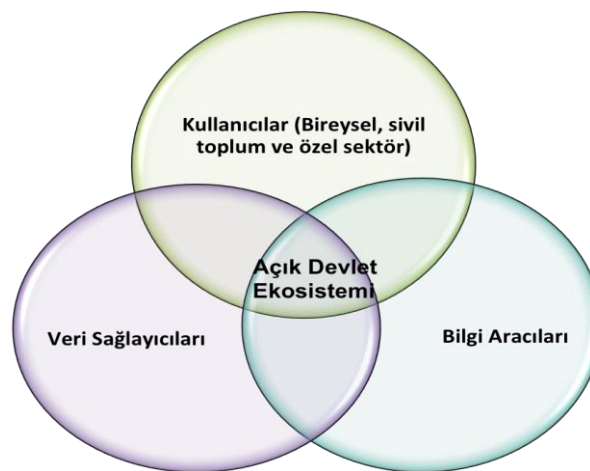 Kullanıcılar (Bireysel, sivil
toplum ve özel sektör)
Açık Devlet
Ekosistemi
Veri Sağlayıcıları
Bilgi Aracıları